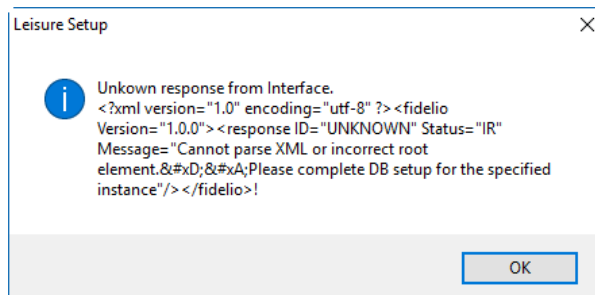 Leisure Setup
Unkown response from Interface.
<?xml version="1.0" encoding="utf-8" ?><fidelio
Version="1.0.0"><response ID="UNKNOWN" Status="IR"
Message="Cannot parse XML or incorrect root
element.&#xD;&#xA;Please complete DB setup for the specified
instance"/></fidelio>!
OK